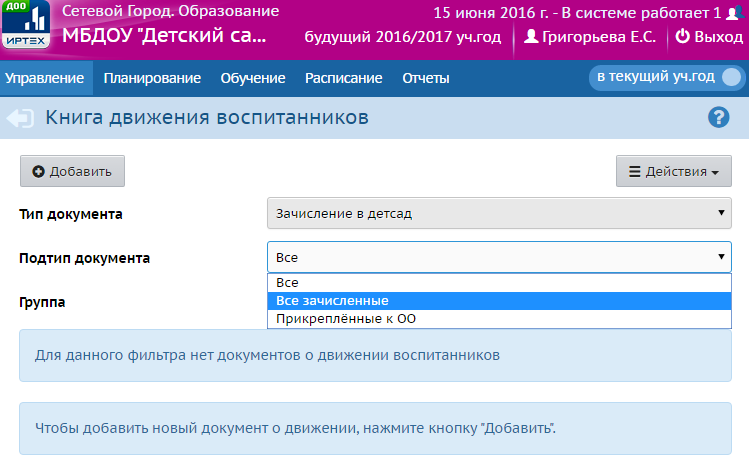 ДОО
ИРТЕХ
Сетевой Город. Образование
15 июня 2016 г. - В системе работает 1
МБДОУ "Детский са...
будущий 2016/2017 уч.год
Григорьева Е.С.
Выход
Управление Планирование Обучение Расписание Отчеты
в текущий уч.год
Книга движения воспитанников
?
Добавить
Действия
Тип документа
Зачисление в детсад
Подтип документа
Все
Все
Группа
Все зачисленные
Прикреплённые к ОО
Для данного фильтра нет документов о движении воспитанников
Чтобы добавить новый документ о движении, нажмите кнопку "Добавить".